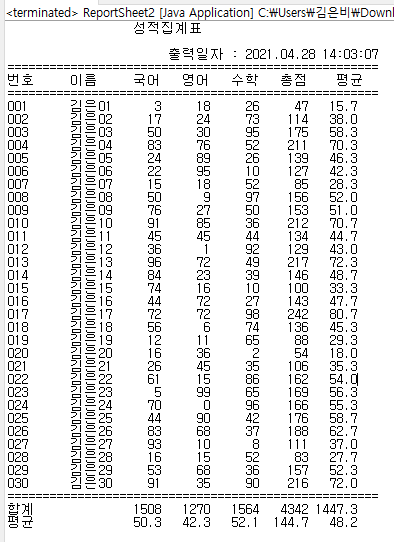 <terminated> ReportSheet2 [Java Application] C:₩Users₩김은비₩Downl
성적집계표
출력일자 : 2021.04.28 14:03:07
==================================================
번호 이름 국어 영어 수학 총점 평균
==================================================
001 김은01 3 18 26 47 15.7
002 김은02 17 24 73 114 38.0
003 김은03 50 30 95 175 58.3
004 김은04 83 76 52 211 70.3
005 김은05 24 89 26 139 46.3
006 김은06 22 95 10 127 42.3
007 김은07 15 18 52 85 28.3
008 김은08 50 9 97 156 52.0
009 김은09 76 27 50 153 51.0
010 김은10 91 85 36 212 70.7
011 김은11 45 45 44 134 44.7
012 김은12 36 1 92 129 43.0
013 김은13 96 72 49 217 72.3
014 김은14 84 23 39 146 48.7
015 김은15 74 16 10 100 33.3
016 김은16 44 72 27 143 47.7
017 김은17 72 72 98 242 80.7
018 김은18 56 6 74 136 45.3
019 김은19 12 11 65 88 29.3
020 김은20 16 36 2 54 18.0
021 김은21 26 45 35 106 35.3
022 김은22 61 15 86 162 54.0
023 김은23 5 99 65 169 56.3
024 김은24 70 0 96 166 55.3
025 김은25 44 90 42 176 58.7
026 김은26 83 68 37 188 62.7
027 김은27 93 10 8 111 37.0
028 김은28 16 15 52 83 27.7
029 김은29 53 68 36 157 52.3
030 김은30 91 35 90 216 72.0
==================================================
합계 1508 1270 1564 4342 1447.3
평균 50.3 42.3 52.1 144.7 48.2